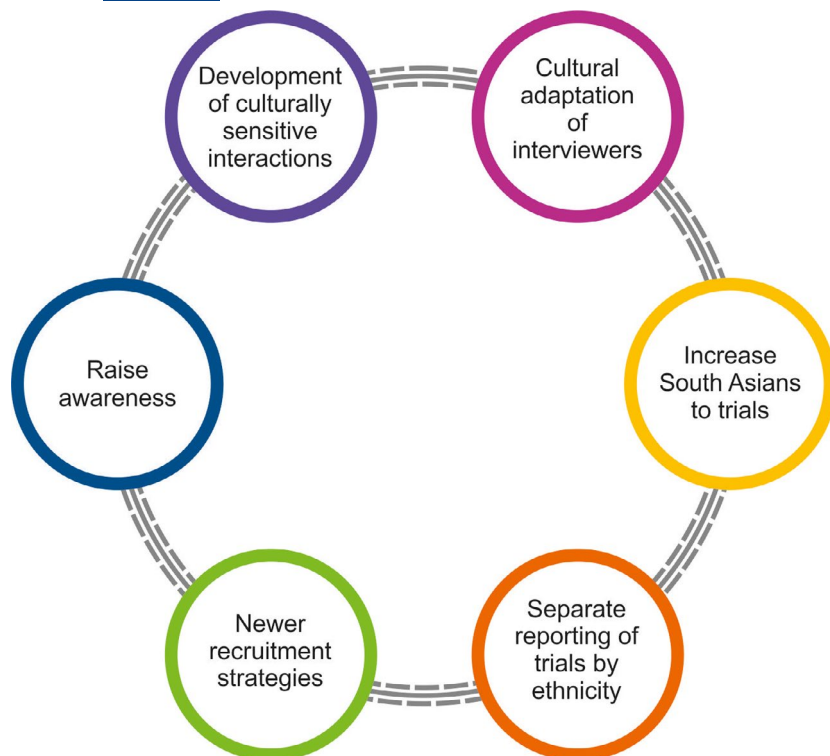 Development
of culturally
sensitive
interactions
Cultural
adaptation
of
interviewers
Raise
awareness
Increase
South Asians
to trials
Newer
recruitment
strategies
Separate
reporting of
trials by
ethnicity